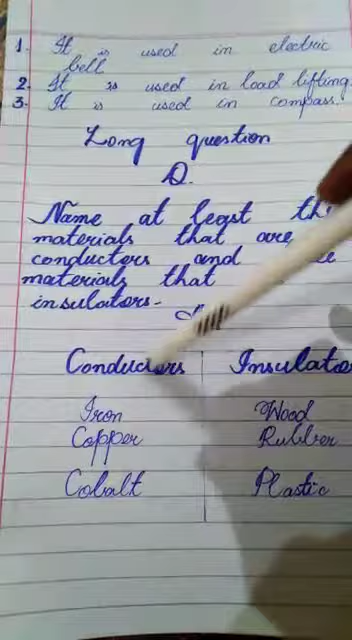 1. It is used in electric
bell
2. It is used in load lifting.
3. It is used in compass.
Long question
Q.
Name at least
materials that are
conductors and
materials that
insulators.
Conductors Insulato
Iron Wood
Copper Rubber
Cobalt Plastic